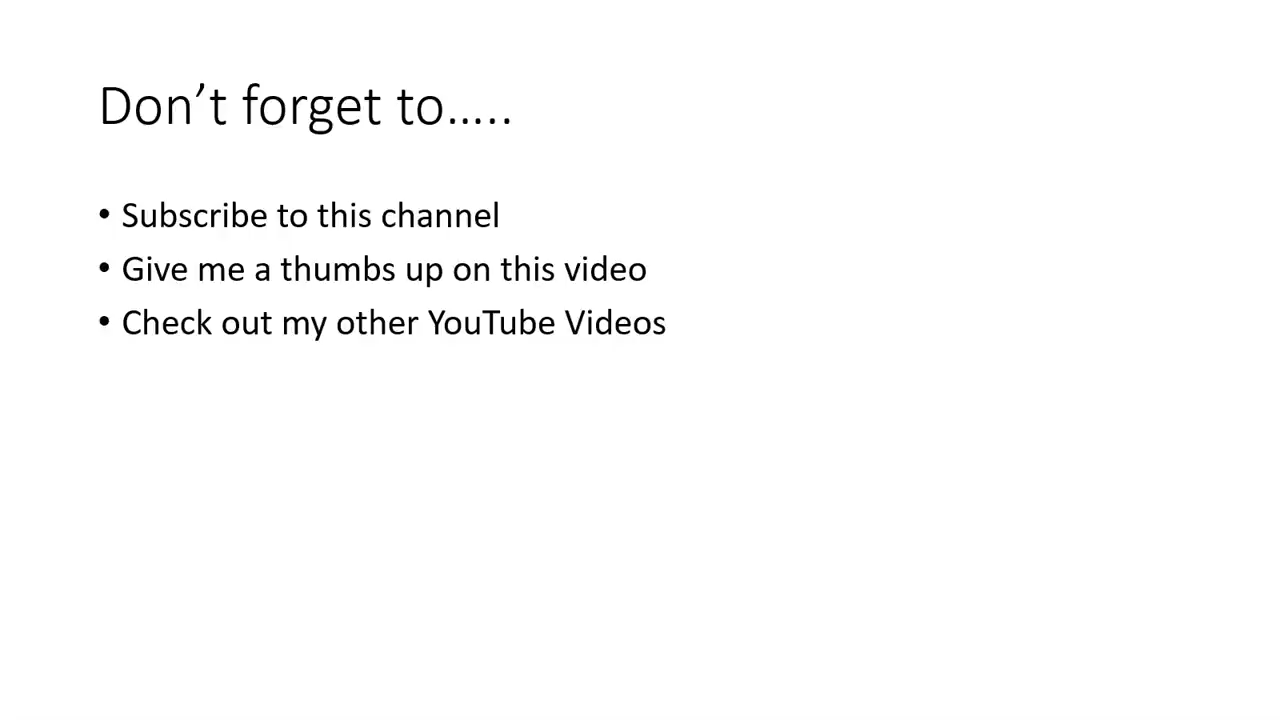 Don’t forget to…..
• Subscribe to this channel
• Give me a thumbs up on this video
• Check out my other YouTube Videos